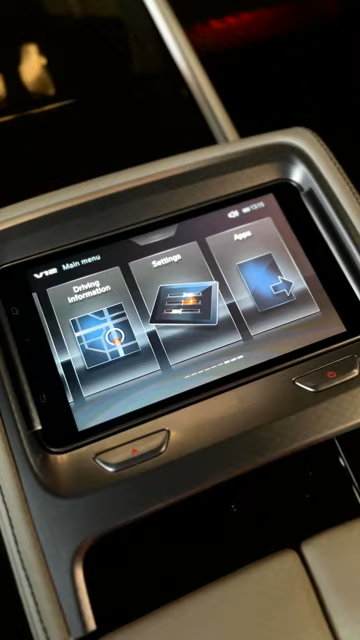 V12 Main menu
13:15
Driving
Information
Settings
Apps